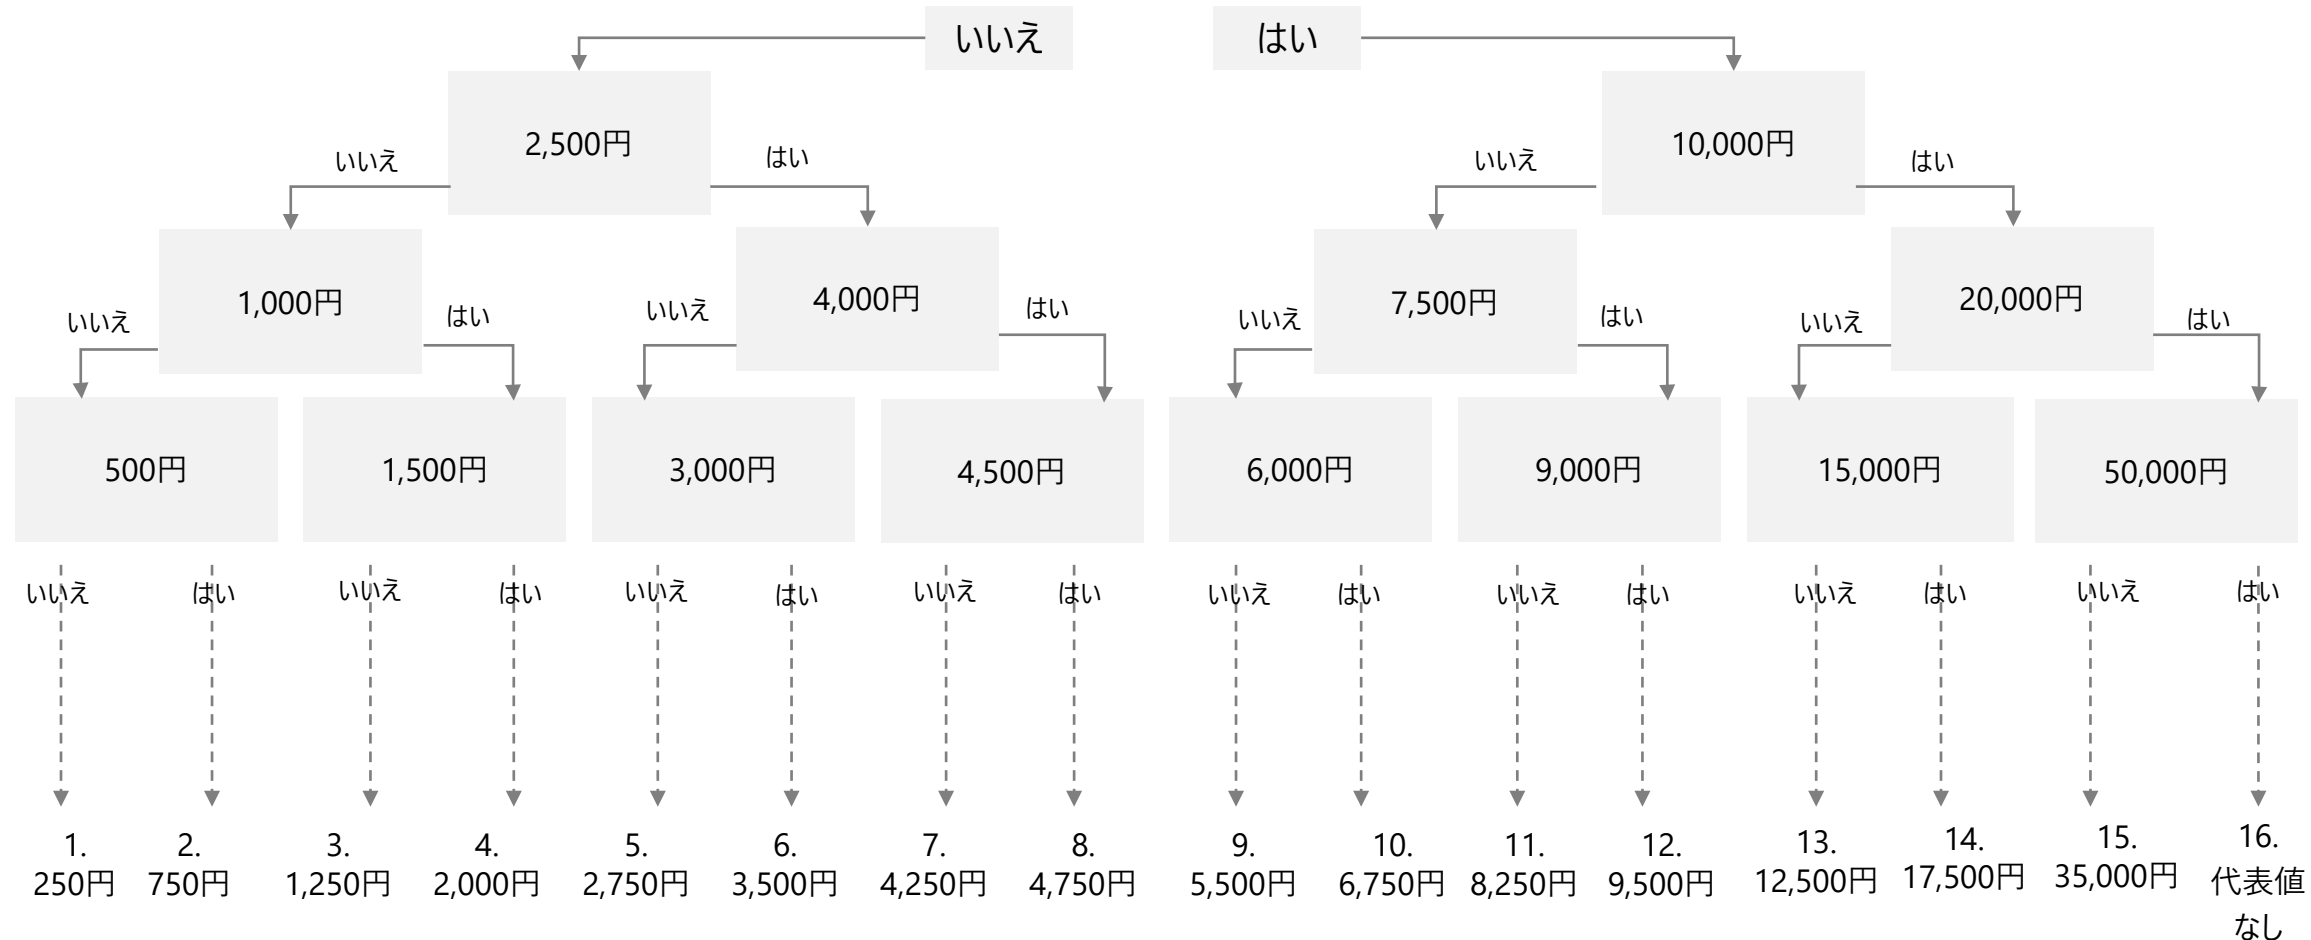 いいえ
はい
2,500円
10,000円
いいえ
はい
いいえ
はい
1,000円
4,000円
7,500円
20,000円
いいえ
はい
いいえ
はい
いいえ
はい
いいえ
はい
500円
1,500円
3,000円
4,500円
6,000円
9,000円
15,000円
50,000円
いいえ
はい
いいえ
はい
いいえ
はい
いいえ
はい
いいえ
はい
いいえ
はい
いいえ
はい
いいえ
はい
1.
250円
2.
750円
3.
1,250円
4.
2,000円
5.
2,750円
6.
3,500円
7.
4,250円
8.
4,750円
9.
5,500円
10.
6,750円
11.
8,250円
12.
9,500円
13.
12,500円
14.
17,500円
15.
35,000円
16.
代表値
なし